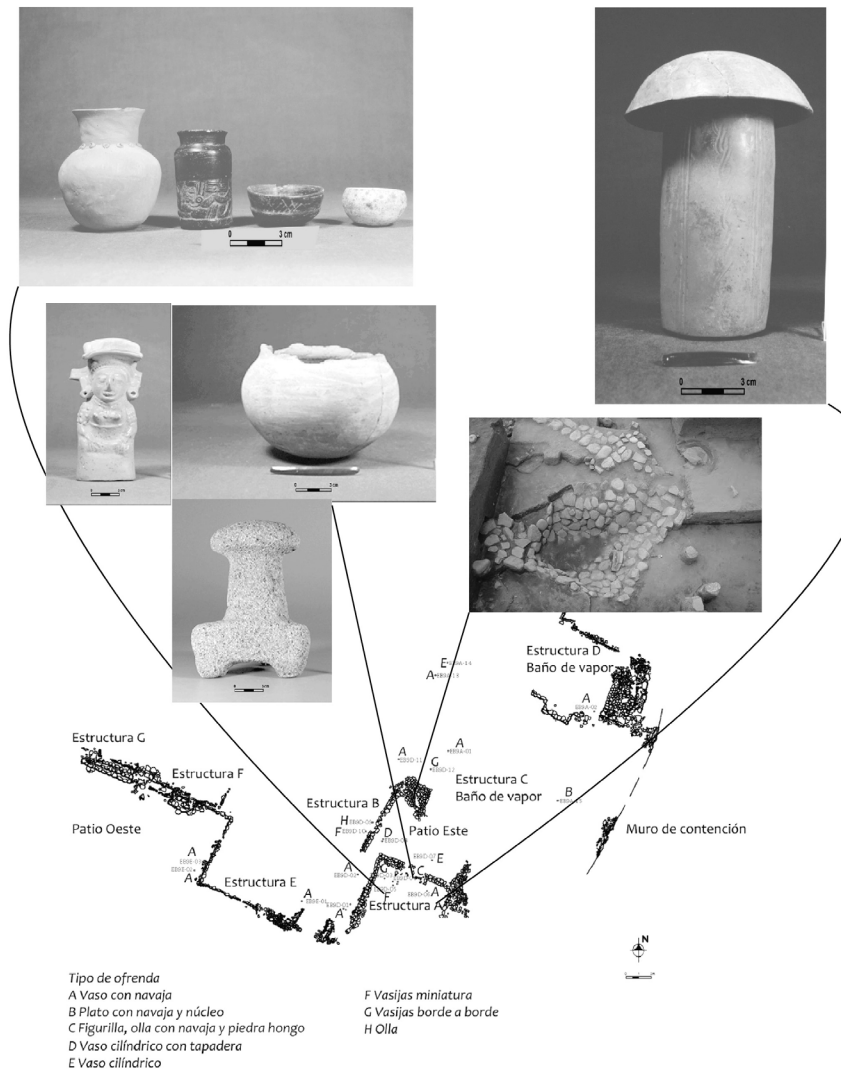 0 3 cm
0 3 cm
0 3 cm
Estructura D
Baño de vapor
E
A
A
Estructura G
A
A
G
Estructura C
Baño de vapor
Estructura F
B
Estructura B
H
F
Patio Este
Patio Oeste
D
Muro de contención
A
E
A
A
G
C
Estructura E
A
A
F
Estructura A
A
N
Tipo de ofrenda
A Vaso con navaja
B Plato con navaja y núcleo
C Figurilla, olla con navaja y piedra hongo
D Vaso cilíndrico con tapadera
E Vaso cilíndrico
F Vasijas miniatura
G Vasijas borde a borde
H Olla